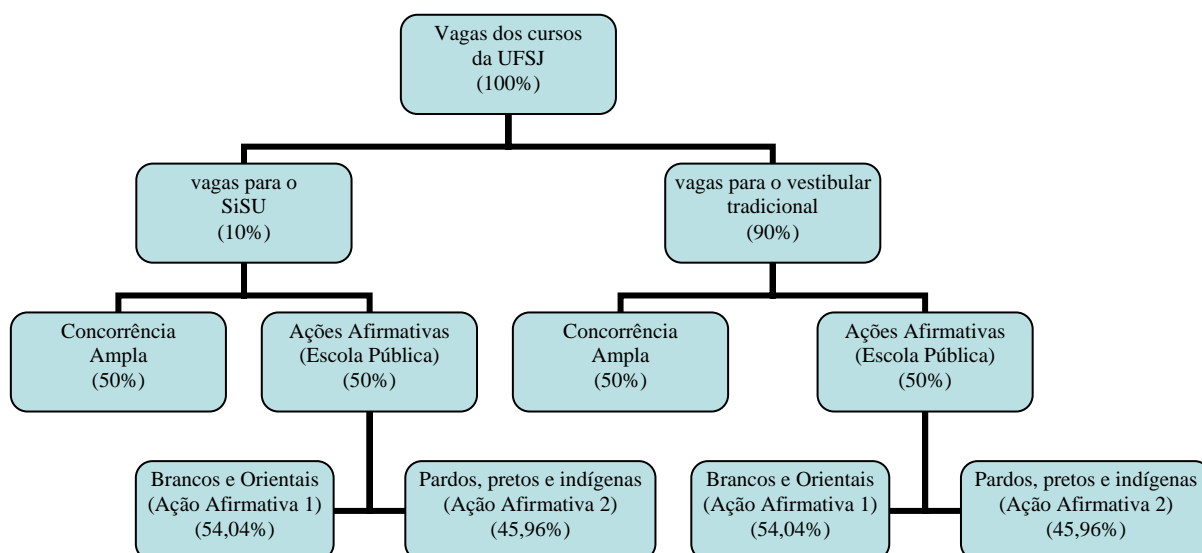 Vagas dos cursos
da UFSJ
(100%)
vagas para o
SiSU
(10%)
vagas para o vestibular
tradicional
(90%)
Concorrência
Ampla
(50%)
Ações Afirmativas
(Escola Pública)
(50%)
Concorrência
Ampla
(50%)
Ações Afirmativas
(Escola Pública)
(50%)
Brancos e Orientais
(Ação Afirmativa 1)
(54,04%)
Pardos, pretos e indígenas
(Ação Afirmativa 2)
(45,96%)
Brancos e Orientais
(Ação Afirmativa 1)
(54,04%)
Pardos, pretos e indígenas
(Ação Afirmativa 2)
(45,96%)